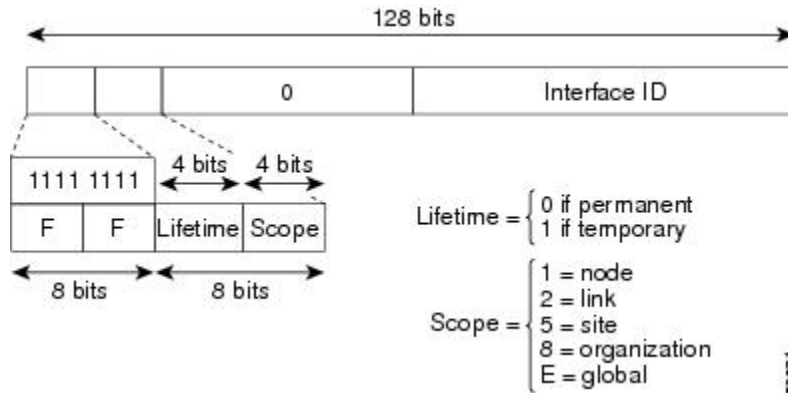 128 bits
0 Interface ID
4 bits 4 bits
1111 1111
F F Lifetime Scope
8 bits 8 bits
Lifetime = 0 if permanent
1 if temporary
Scope = 1 = node
2 = link
5 = site
8 = organization
E = global